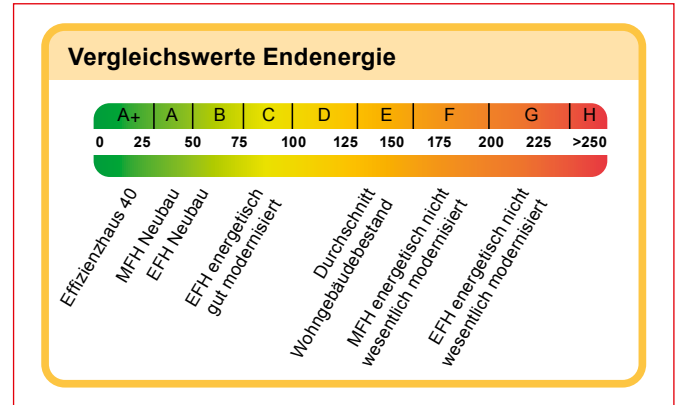 Vergleichswerte Endenergie
A+ A B C D E F G H
0 25 50 75 100 125 150 175 200 225 >250
Effizienzhaus 40
MFH Neubau
EFH Neubau
EFH energetisch
gut modernisiert
Durchschnitt
Wohngebäudebestand
MFH energetisch nicht
wesentlich modernisiert
EFH energetisch nicht
wesentlich modernisiert